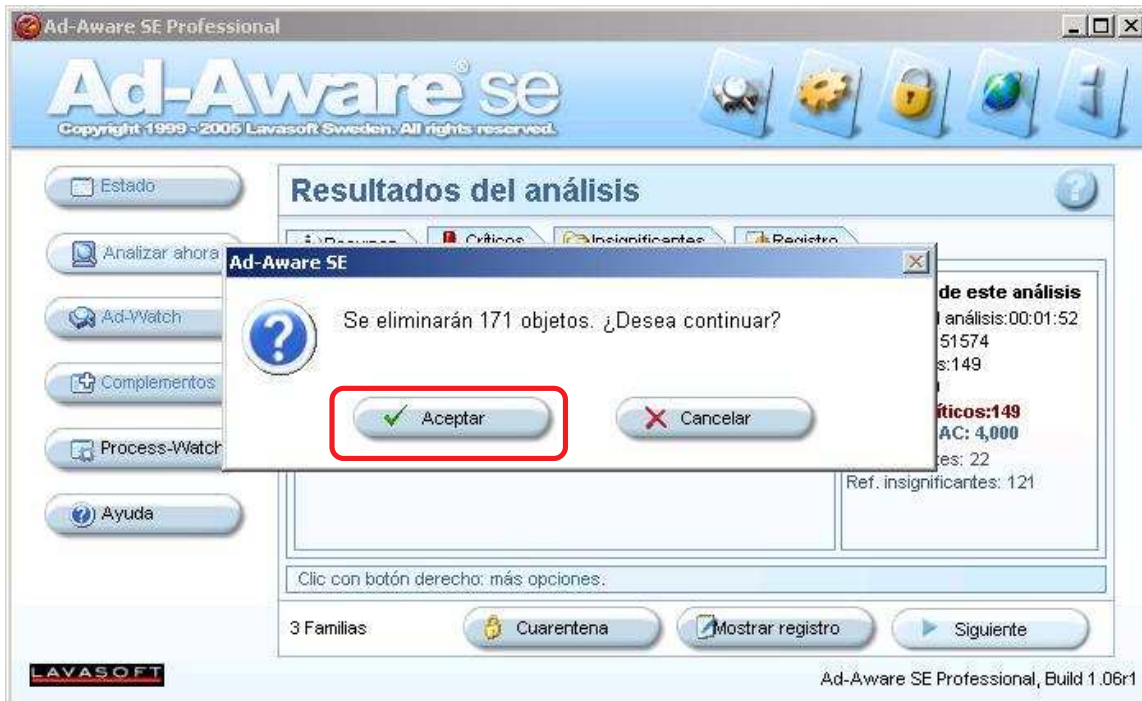 Ad-Aware SE Professional
Ad-Aware® se
Copyright 1999 - 2005 Lavasoft Sweden. All rights reserved.
Estado
Analizar ahora
Ad-Watch
Complementos
Process-Watch
Ayuda
Resultados del análisis
Resumen
Críticos
Insignificantes
Registro
Ad-Aware SE
Se eliminarán 171 objetos. ¿Desea continuar?
Aceptar
Cancelar
de este análisis
análisis:00:01:52
51574
s:149
íticos:149
AC: 4,000
tes: 22
Ref. insignificantes: 121
Clic con botón derecho: más opciones.
3 Familias
Cuarentena
Mostrar registro
Siguiente
LAVASOFT
Ad-Aware SE Professional, Build 1.06r1